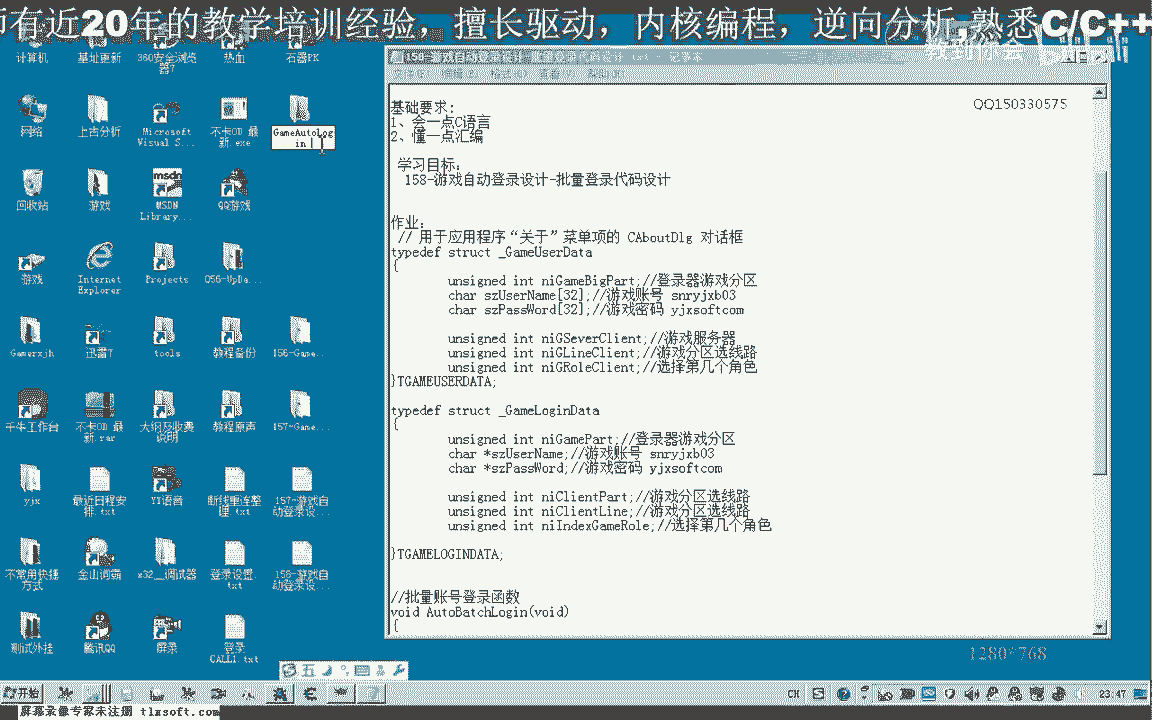 师有近20年的教学培训经验，擅长驱动，内核编程，逆向分析,熟悉C/C++
教到你会
bilibili
158-游戏自动登录设计-批量登录代码设计.txt - 记事本
计算机
基址更新
360安全浏览器7
热血
石器PK
网络
上古分析
Microsoft Visual S...
不卡OD 最新.exe
GameAutoLogin
回收站
游戏
MSDN Library...
QQ游戏
游戏
Internet Explorer
Projects
Gamerxjh
迅雷7
tools
教程备份
156-Game...
千牛工作台
不卡OD 最新.rar
大纲及收费说明
教程原声
157-Game...
yjx
最近日程安排.txt
YY语音
断线重连整理.txt
157-游戏自动登录设...
不常用快捷方式
金山词霸
x32__调试器
登录设置.txt
158-游戏自动登录设...
测试外挂
腾讯QQ
屏录
登录CALL1.txt
QQ150330575
基础要求：
1、会一点C语言
2、懂一点汇编
学习目标：
158-游戏自动登录设计-批量登录代码设计
作业：
// 用于应用程序“关于”菜单项的 CAboutDlg 对话框
typedef struct _GameUserData
{
unsigned int niGameBigPart;//登录器游戏分区
char szUserName[32];//游戏账号 snryjxb03
char szPassWord[32];//游戏密码 yjxsoftcom
unsigned int niGSeverClient;//游戏服务器
unsigned int niGLineClient;//游戏分区选线路
unsigned int niGRoleClient;//选择第几个角色
}TGAMEUSERDATA;
typedef struct _GameLoginData
{
unsigned int niGamePart;//登录器游戏分区
char *szUserName;//游戏账号 snryjxb03
char *szPassWord;//游戏密码 yjxsoftcom
unsigned int niClientPart;//游戏分区选线路
unsigned int niClientLine;//游戏分区选线路
unsigned int niIndexGameRole;//选择第几个角色
}TGAMELOGINDATA;
//批量账号登录函数
void AutoBatchLogin(void)
{
1280*768
开始
CH
23:47
屏幕录像专家未注册 tlxsoft.com